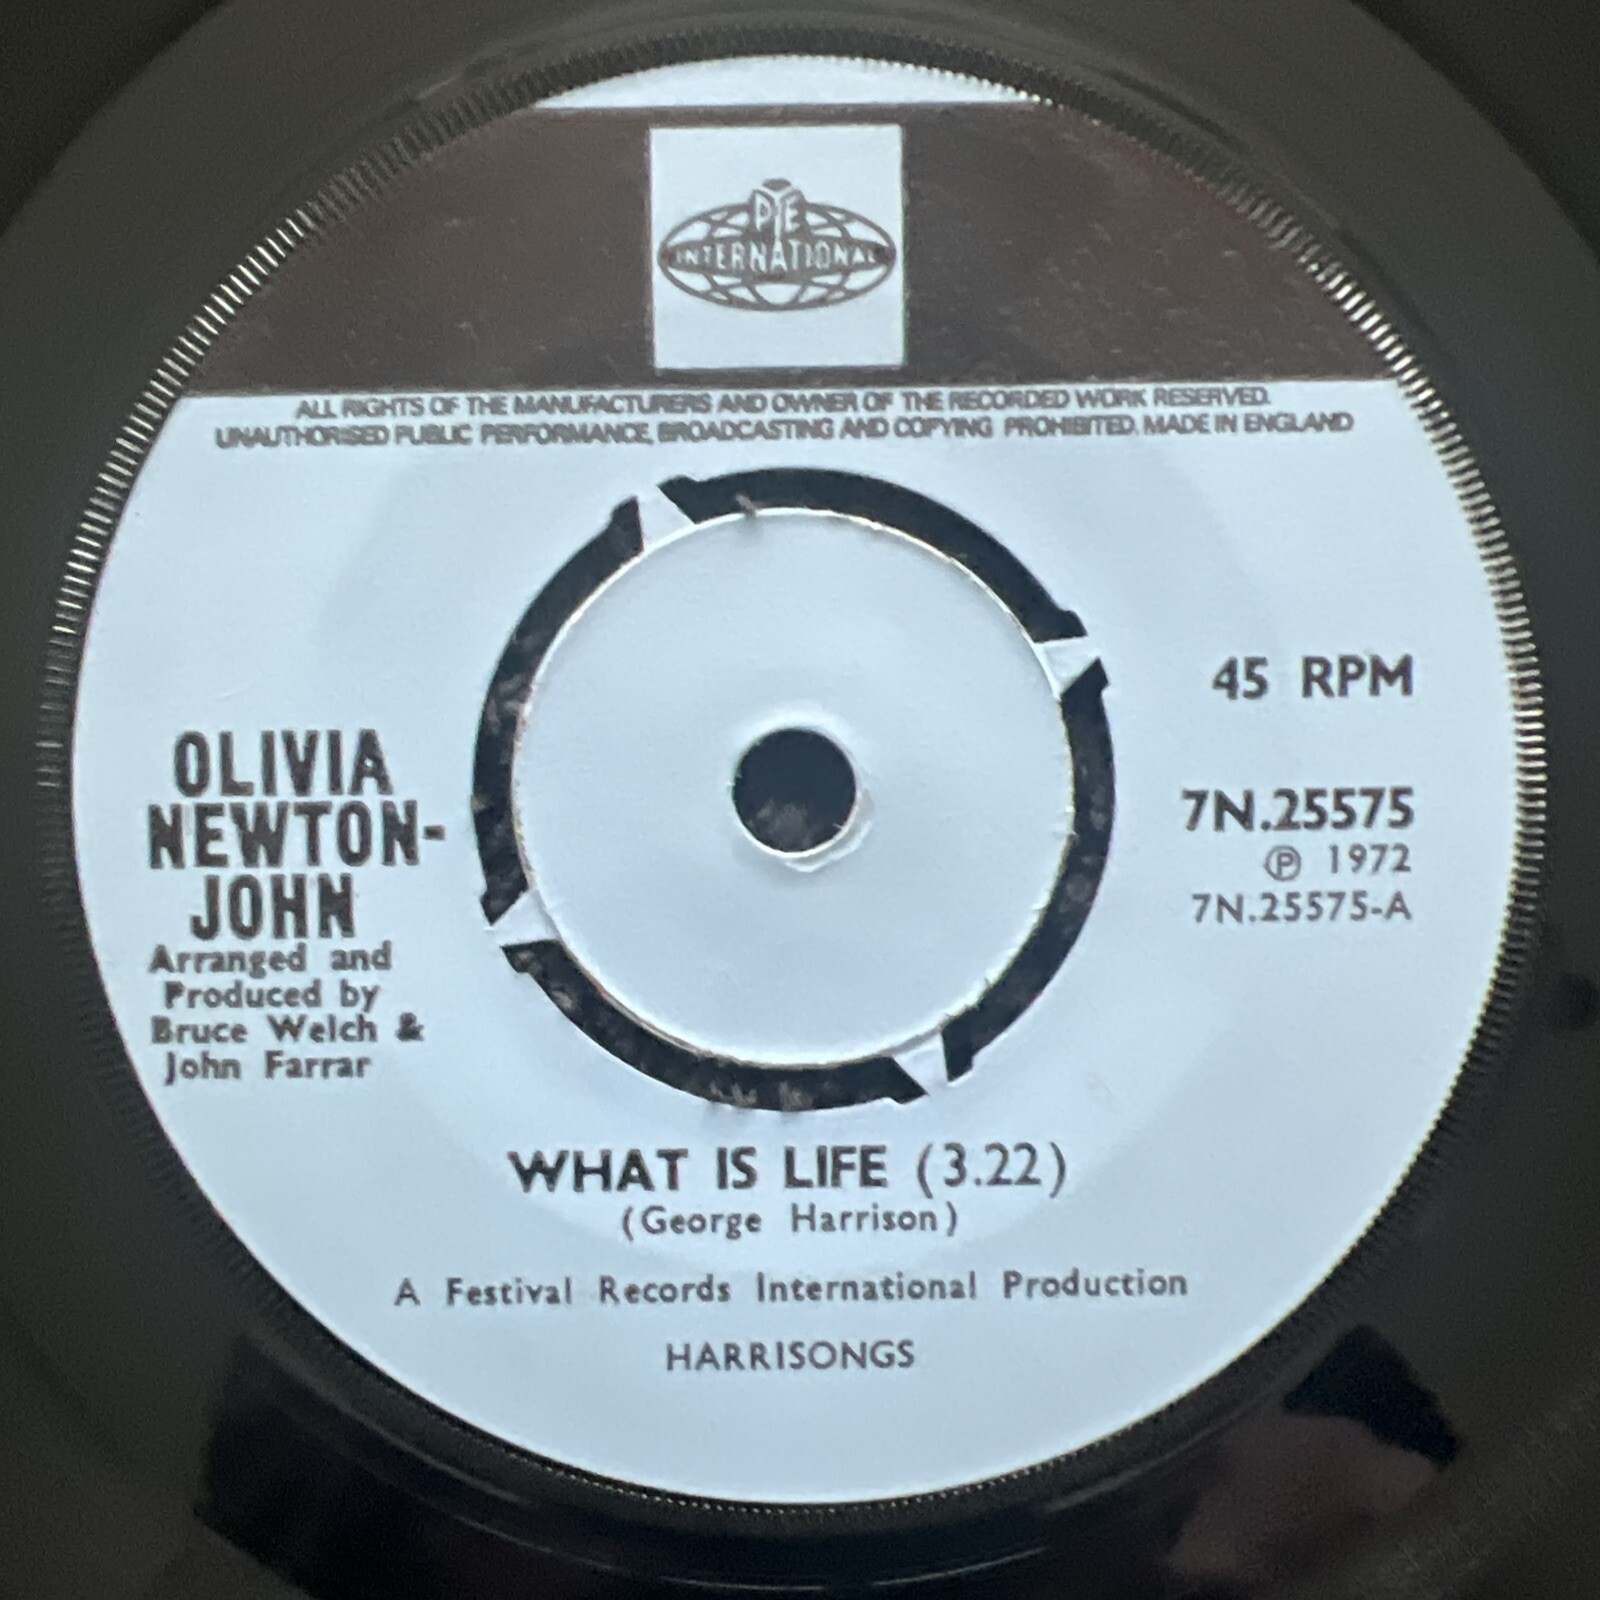 PYE
INTERNATIONAL
ALL RIGHTS OF THE MANUFACTURERS AND OWNER OF THE RECORDED WORK RESERVED.
UNAUTHORISED PUBLIC PERFORMANCE, BROADCASTING AND COPYING PROHIBITED. MADE IN ENGLAND
45 RPM
OLIVIA
NEWTON-
JOHN
Arranged and
Produced by
Bruce Welch &
John Farrar
7N.25575
℗ 1972
7N.25575-A
WHAT IS LIFE (3.22)
(George Harrison)
A Festival Records International Production
HARRISONGS